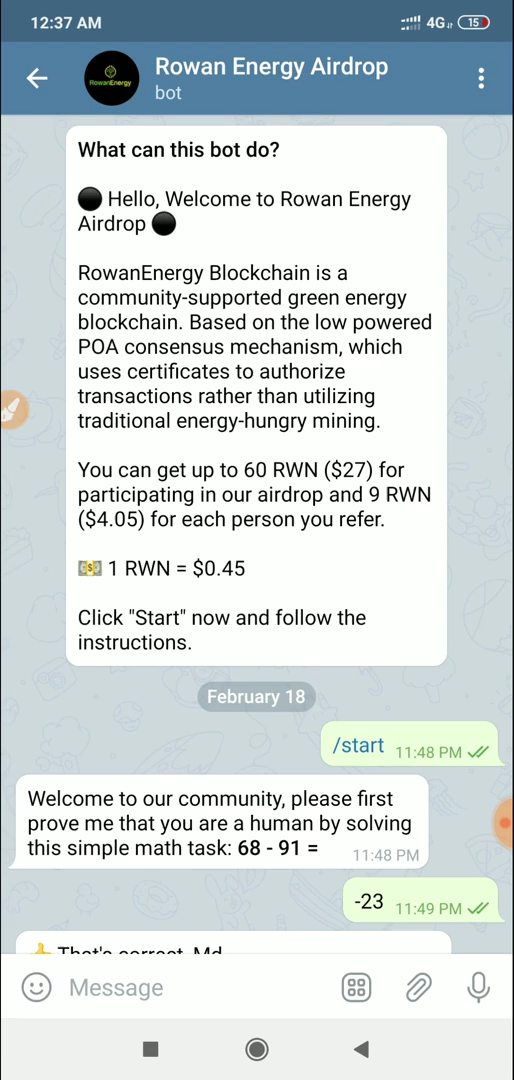 12:37 AM
4G
15
Rowan Energy Airdrop
bot
RowanEnergy
What can this bot do?
Hello, Welcome to Rowan Energy
Airdrop
RowanEnergy Blockchain is a
community-supported green energy
blockchain. Based on the low powered
POA consensus mechanism, which
uses certificates to authorize
transactions rather than utilizing
traditional energy-hungry mining.
You can get up to 60 RWN ($27) for
participating in our airdrop and 9 RWN
($4.05) for each person you refer.
1 RWN = $0.45
Click "Start" now and follow the
instructions.
February 18
/start 11:48 PM
Welcome to our community, please first
prove me that you are a human by solving
this simple math task: 68 - 91 =
11:48 PM
-23 11:49 PM
That's correct, Md
Message